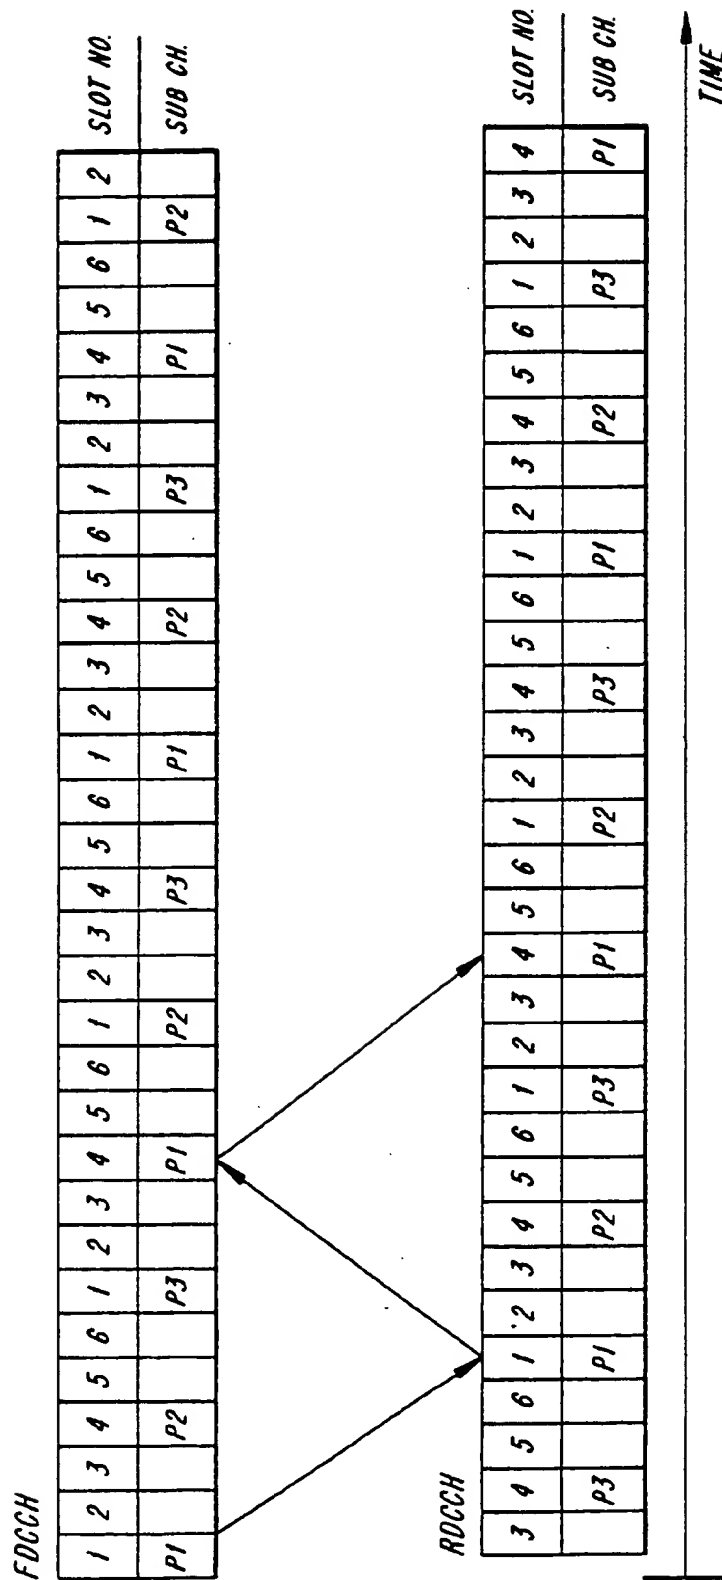 FDCCH
1 2 3 4 5 6 1 2 3 4 5 6 1 2 3 4 5 6 1 2 3 4 5 6 1 2 3 4 5 6 1 2 SLOT NO.
P1 P2 P3 P1 P2 P3 P1 P2 P3 P1 P2 SUB CH.
RDCCH
3 4 5 6 1 2 3 4 5 6 1 2 3 4 5 6 1 2 3 4 5 6 1 2 3 4 5 6 1 2 3 4 SLOT NO.
P3 P1 P2 P3 P1 P2 P3 P1 P2 P3 P1 SUB CH.
TIME